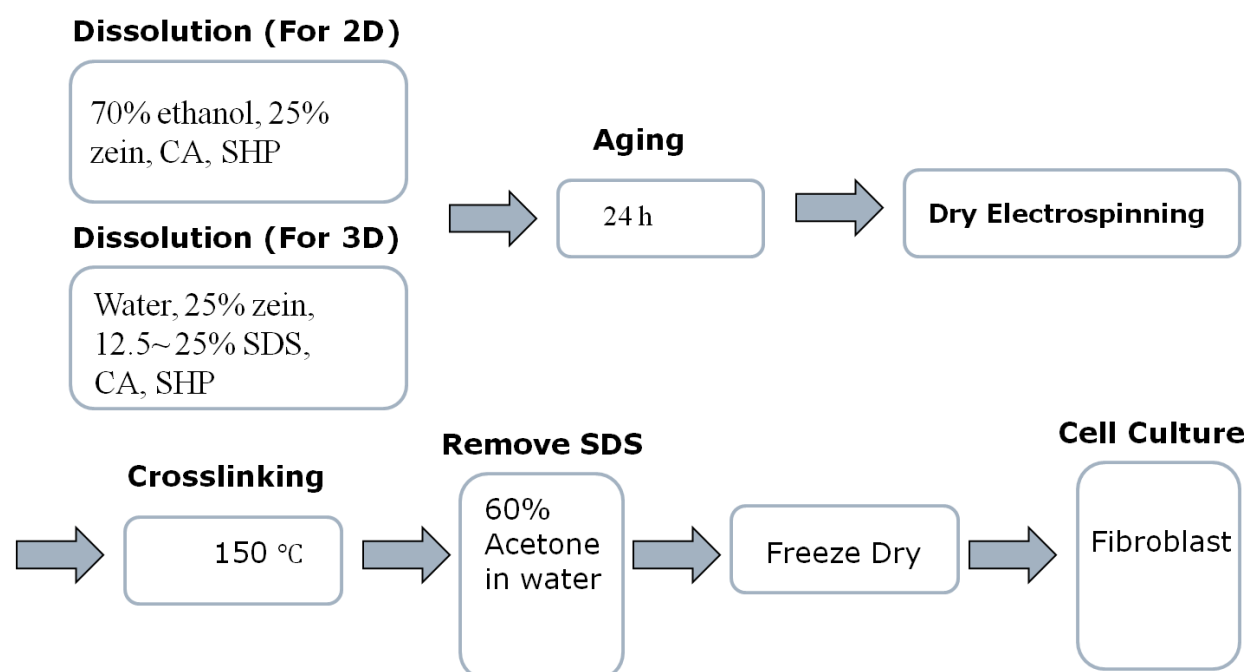 Dissolution (For 2D)
70% ethanol, 25%
zein, CA, SHP
Dissolution (For 3D)
Water, 25% zein,
12.5~25% SDS,
CA, SHP
Aging
24 h
Dry Electrospinning
Crosslinking
150 ℃
Remove SDS
60%
Acetone
in water
Freeze Dry
Cell Culture
Fibroblast